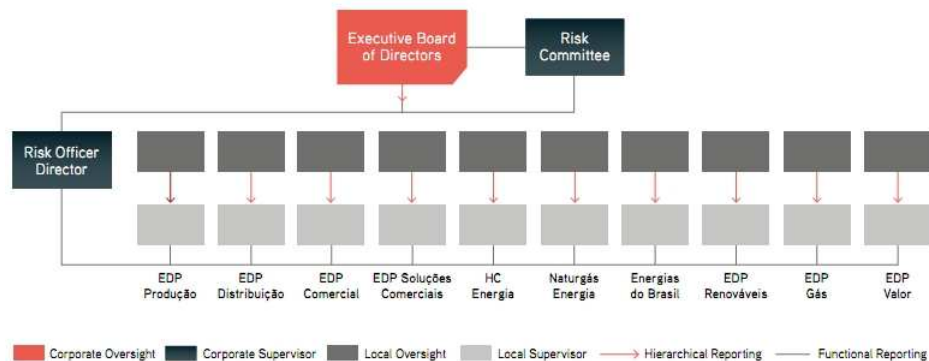 Executive Board
of Directors
Risk
Committee
Risk Officer
Director
EDP
Produção
EDP
Distribuição
EDP
Comercial
EDP Soluções
Comerciais
HC
Energia
Naturgás
Energia
Energias
do Brasil
EDP
Renováveis
EDP
Gás
EDP
Valor
Corporate Oversight
Corporate Supervisor
Local Oversight
Local Supervisor
Hierarchical Reporting
Functional Reporting